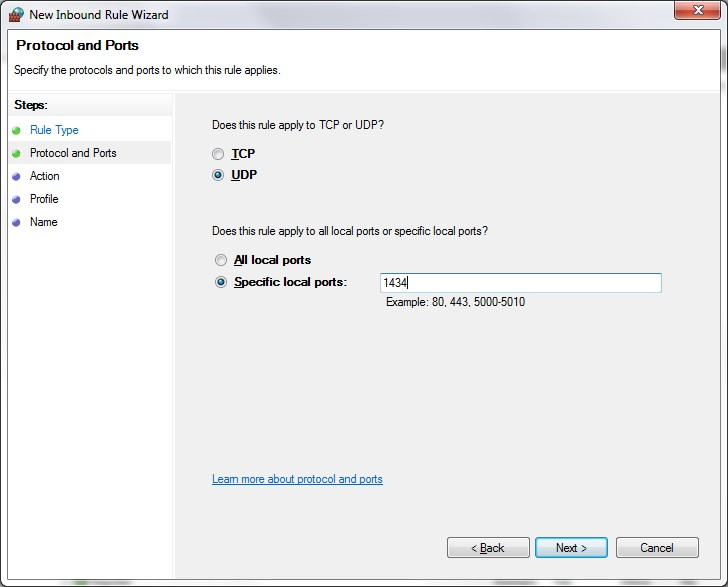 New Inbound Rule Wizard
Protocol and Ports
Specify the protocols and ports to which this rule applies.
Steps:
Rule Type
Protocol and Ports
Action
Profile
Name
Does this rule apply to TCP or UDP?
TCP
UDP
Does this rule apply to all local ports or specific local ports?
All local ports
Specific local ports: 1434
Example: 80, 443, 5000-5010
Learn more about protocol and ports
< Back Next > Cancel